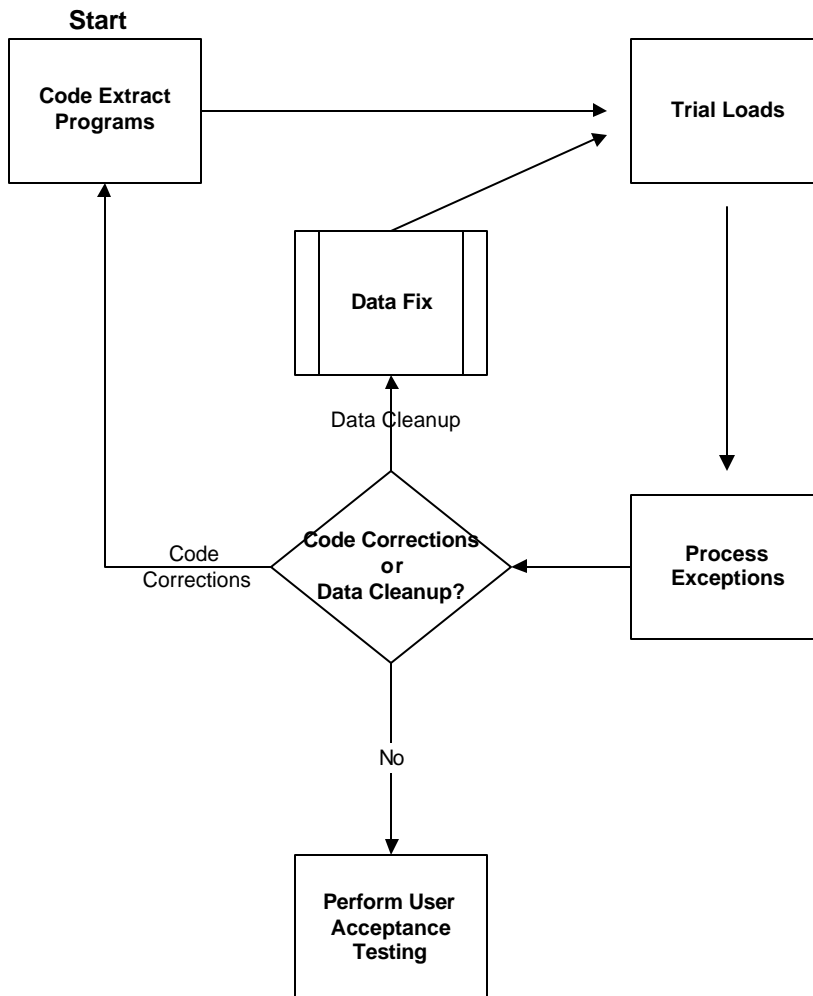 Start
Code Extract
Programs
Trial Loads
Data Fix
Data Cleanup
Code Corrections
or
Data Cleanup?
Code
Corrections
Process
Exceptions
No
Perform User
Acceptance
Testing